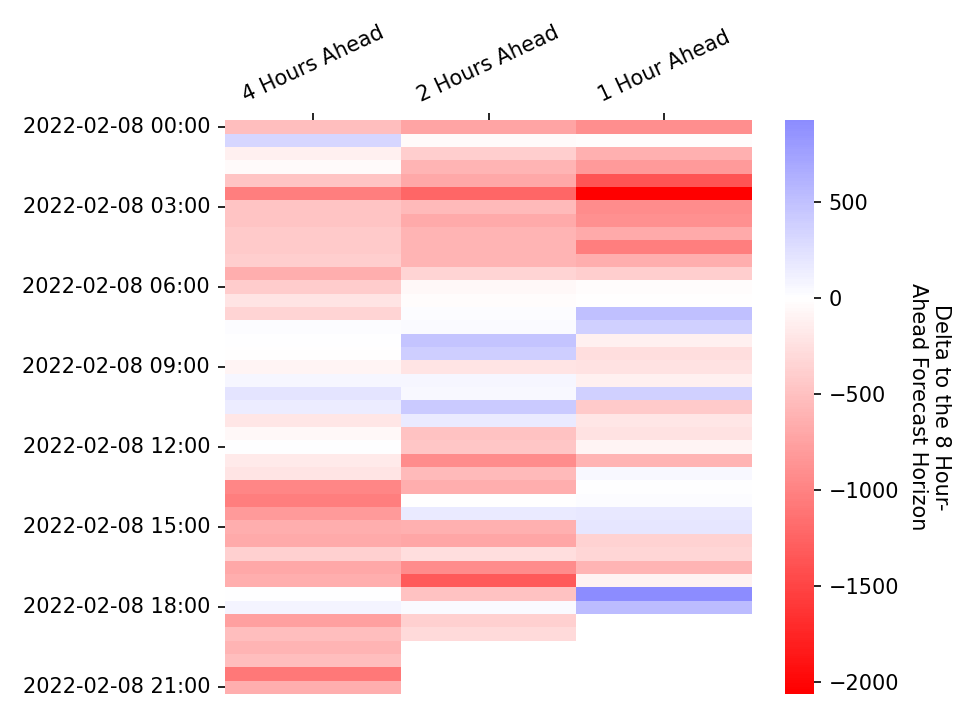 4 Hours Ahead
2 Hours Ahead
1 Hour Ahead
2022-02-08 00:00
2022-02-08 03:00
2022-02-08 06:00
2022-02-08 09:00
2022-02-08 12:00
2022-02-08 15:00
2022-02-08 18:00
2022-02-08 21:00
500
0
−500
−1000
−1500
−2000
Delta to the 8 Hour-
Ahead Forecast Horizon